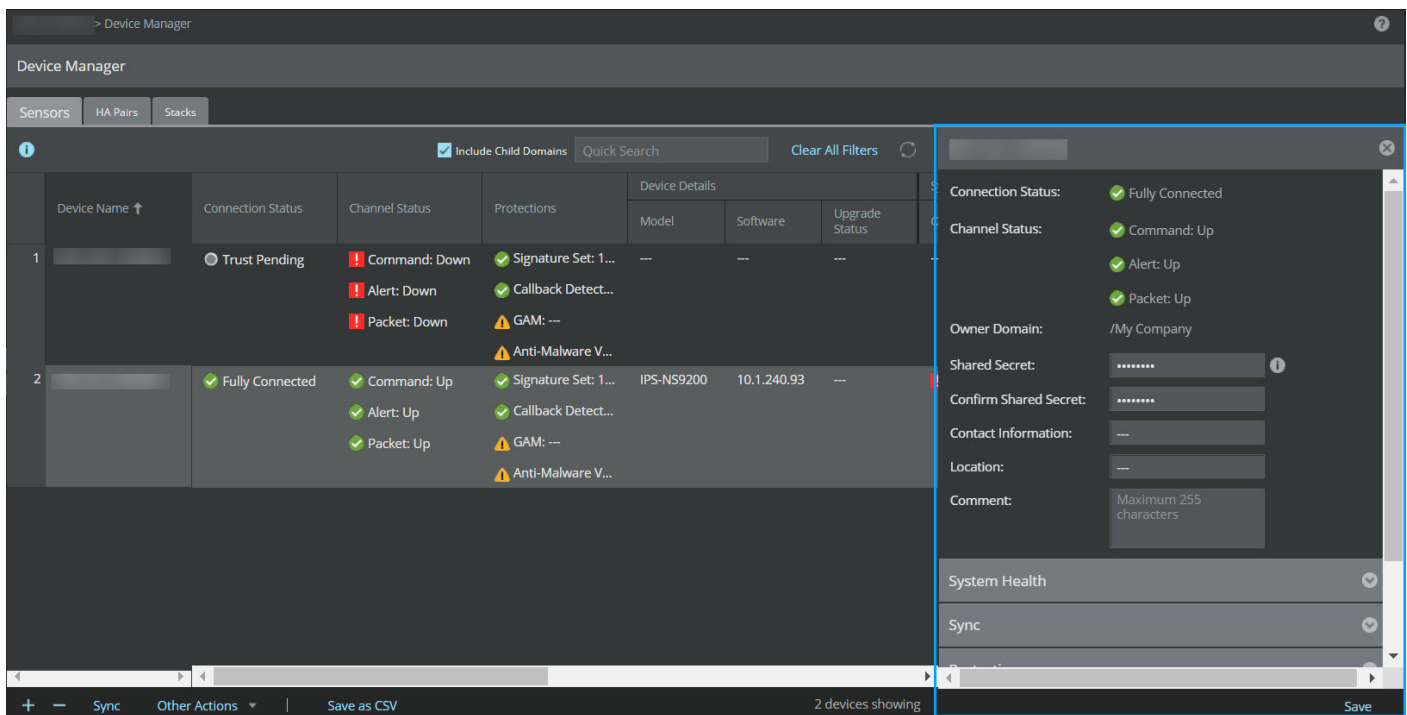 > Device Manager
Device Manager
Sensors HA Pairs Stacks
Include Child Domains Quick Search Clear All Filters
Device Name Connection Status Channel Status Protections Device Details
Model Software Upgrade
Status
1 Trust Pending Command: Down Signature Set: 1... --- --- ---
Alert: Down Callback Detect...
Packet: Down GAM: ---
Anti-Malware V...
2 Fully Connected Command: Up Signature Set: 1... IPS-NS9200 10.1.240.93 ---
Alert: Up Callback Detect...
Packet: Up GAM: ---
Anti-Malware V...
+ − Sync Other Actions | Save as CSV 2 devices showing
Connection Status: Fully Connected
Channel Status: Command: Up
Alert: Up
Packet: Up
Owner Domain: /My Company
Shared Secret: ••••••••
Confirm Shared Secret: ••••••••
Contact Information: ---
Location: ---
Comment: Maximum 255
characters
System Health
Sync
Save